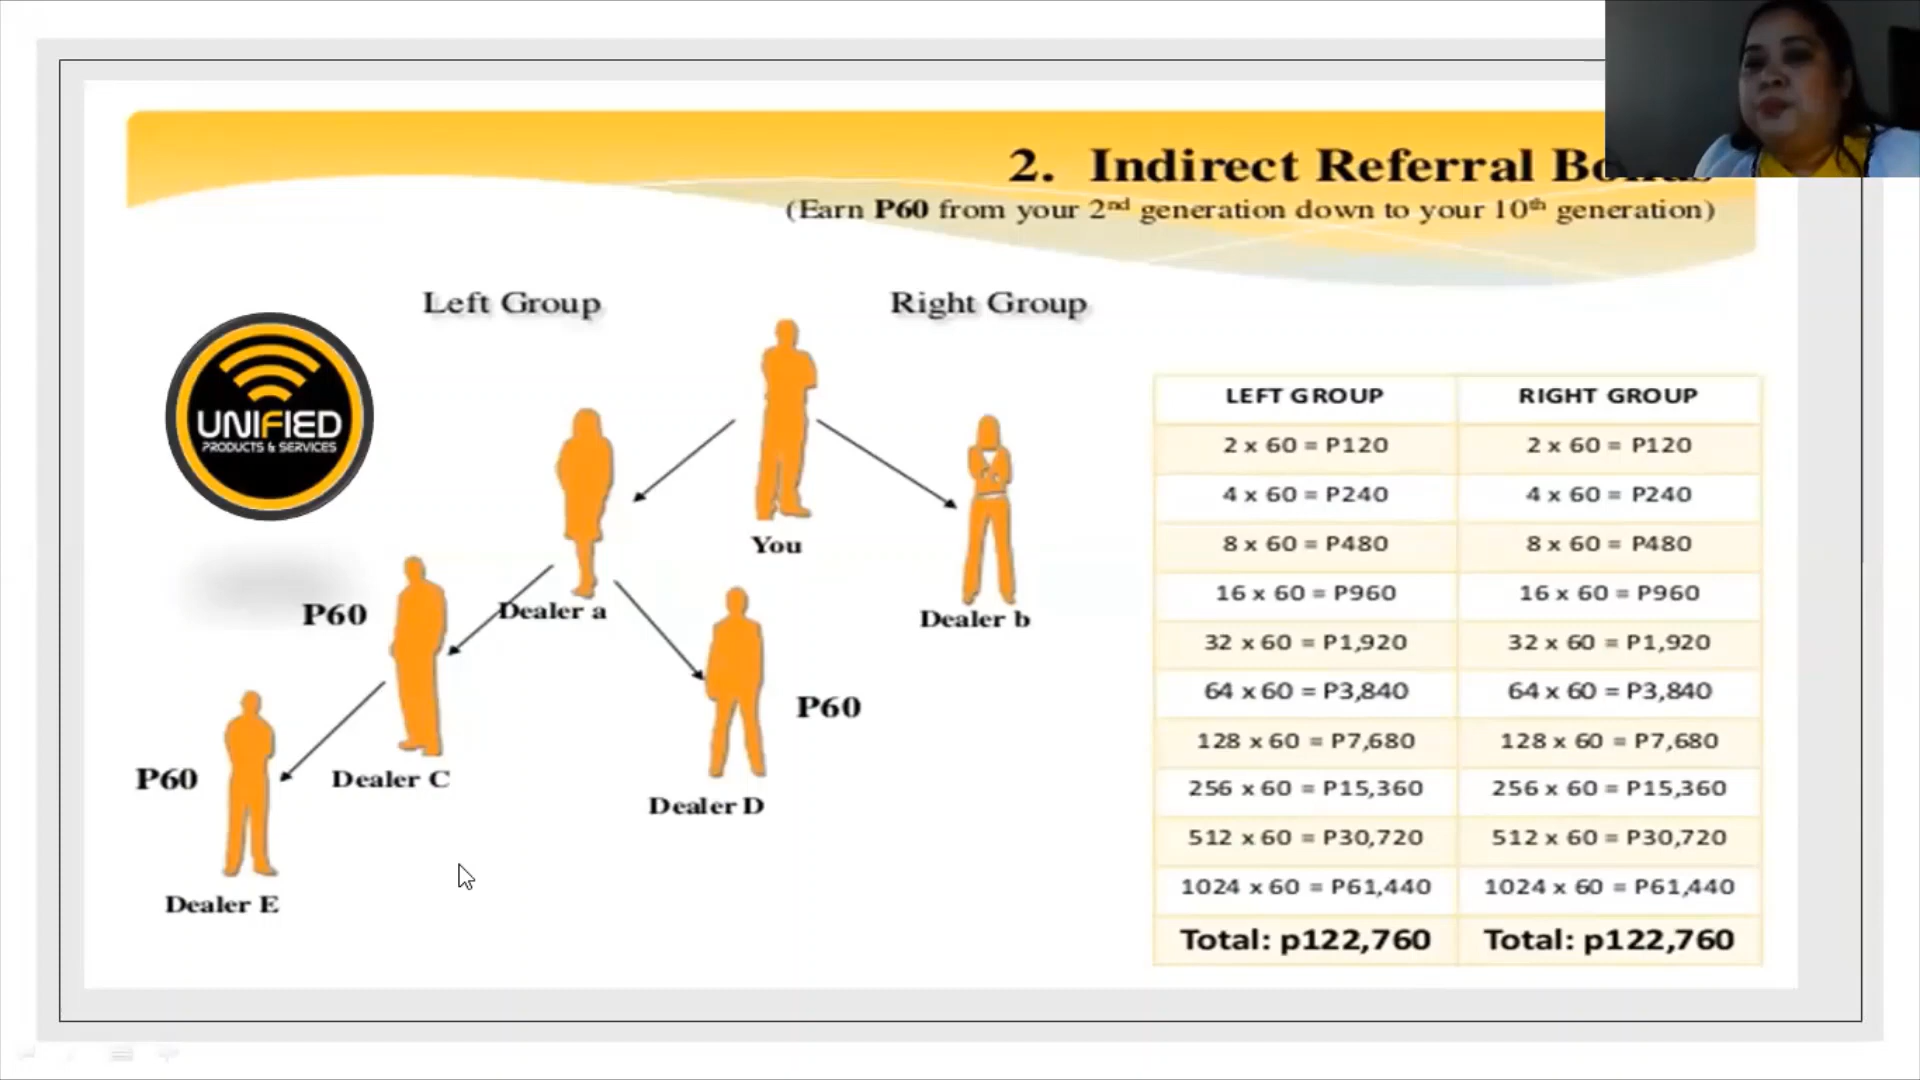 2. Indirect Referral
(Earn P60 from your 2nd generation down to your 10th generation)
Left Group
Right Group
UNIFIED
PRODUCTS & SERVICES
You
Dealer a
Dealer b
P60
P60
Dealer C
Dealer D
P60
Dealer E
LEFT GROUP RIGHT GROUP
2 x 60 = P120 2 x 60 = P120
4 x 60 = P240 4 x 60 = P240
8 x 60 = P480 8 x 60 = P480
16 x 60 = P960 16 x 60 = P960
32 x 60 = P1,920 32 x 60 = P1,920
64 x 60 = P3,840 64 x 60 = P3,840
128 x 60 = P7,680 128 x 60 = P7,680
256 x 60 = P15,360 256 x 60 = P15,360
512 x 60 = P30,720 512 x 60 = P30,720
1024 x 60 = P61,440 1024 x 60 = P61,440
Total: p122,760 Total: p122,760